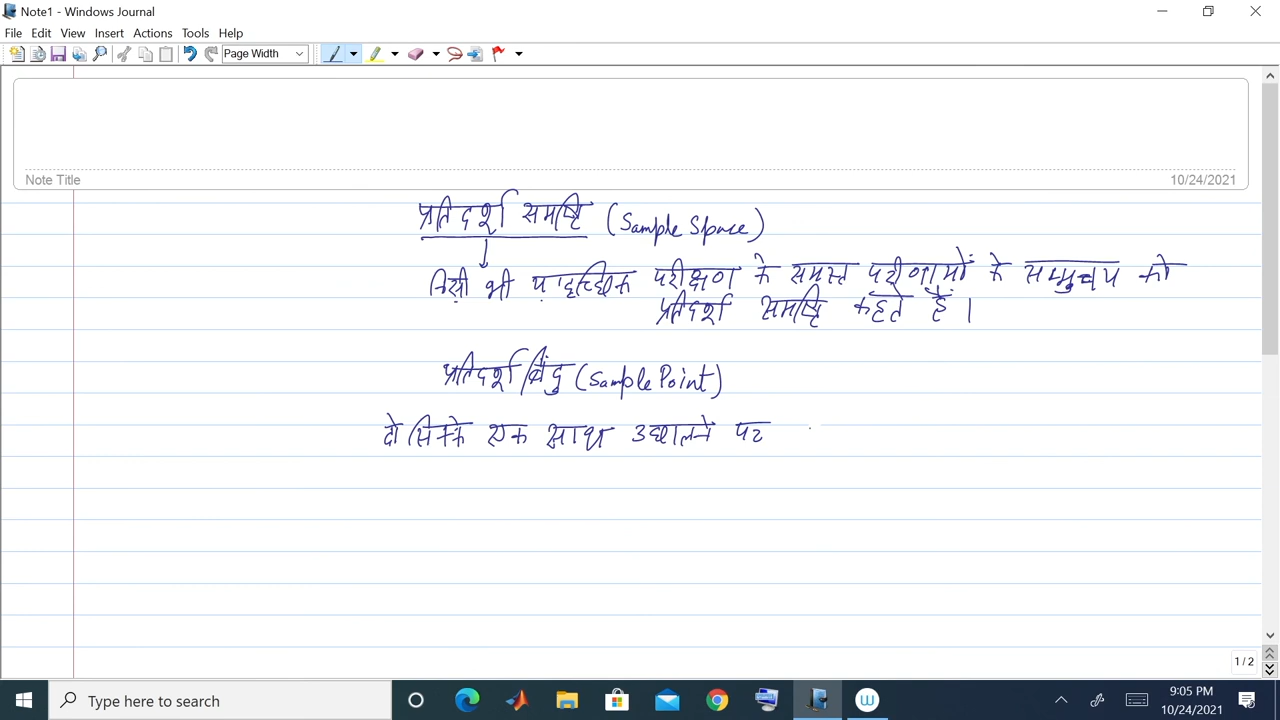 Note1 - Windows Journal
File Edit View Insert Actions Tools Help
Page Width
Note Title
10/24/2021
प्रतिदर्श समष्टि (Sample Space)
किसी भी यादृच्छिक परीक्षण के समस्त परीणामों के समुच्चय को
प्रतिदर्श समष्टि कहते हैं।
प्रतिदर्श बिंदु (Sample Point)
दो सिक्के एक साथ उछालने पर
1 / 2
Type here to search
9:05 PM
10/24/2021